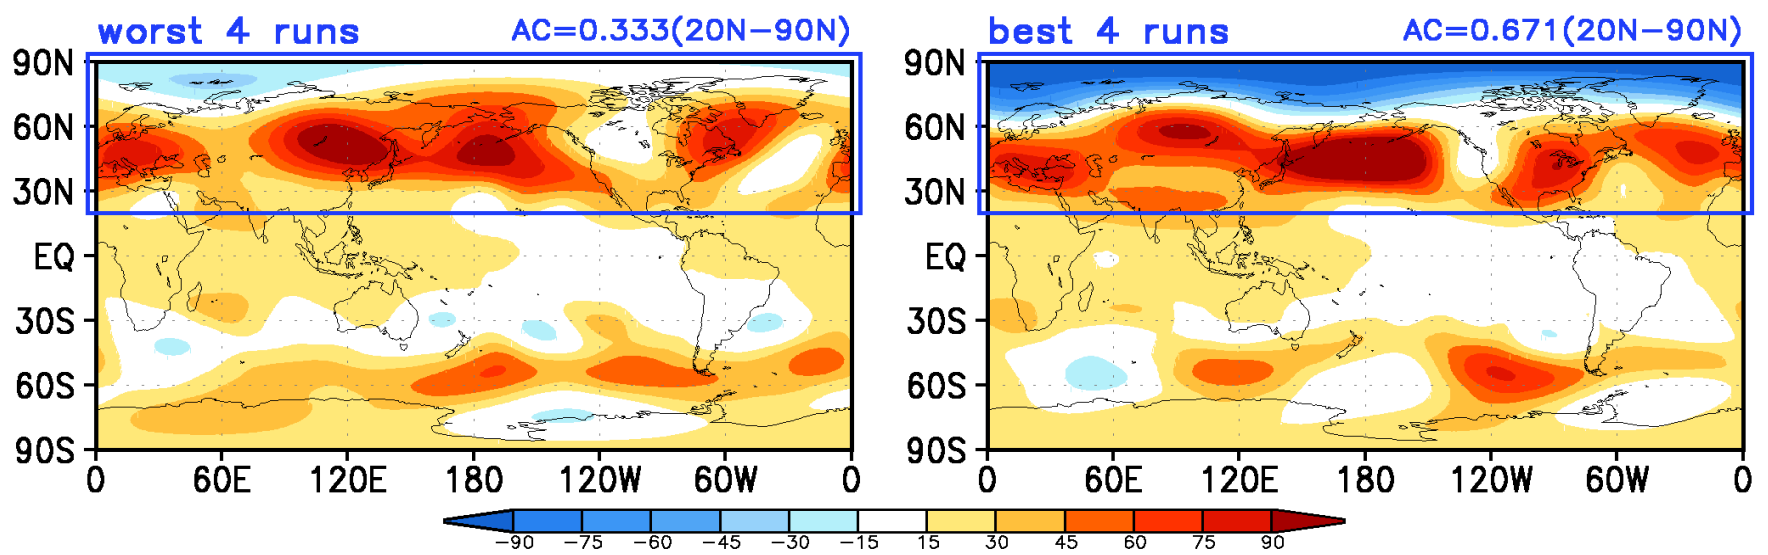 worst 4 runs AC=0.333(20N−90N)
90N
60N
30N
EQ
30S
60S
90S
0 60E 120E 180 120W 60W 0
best 4 runs AC=0.671(20N−90N)
90N
60N
30N
EQ
30S
60S
90S
0 60E 120E 180 120W 60W 0
−90 −75 −60 −45 −30 −15 15 30 45 60 75 90